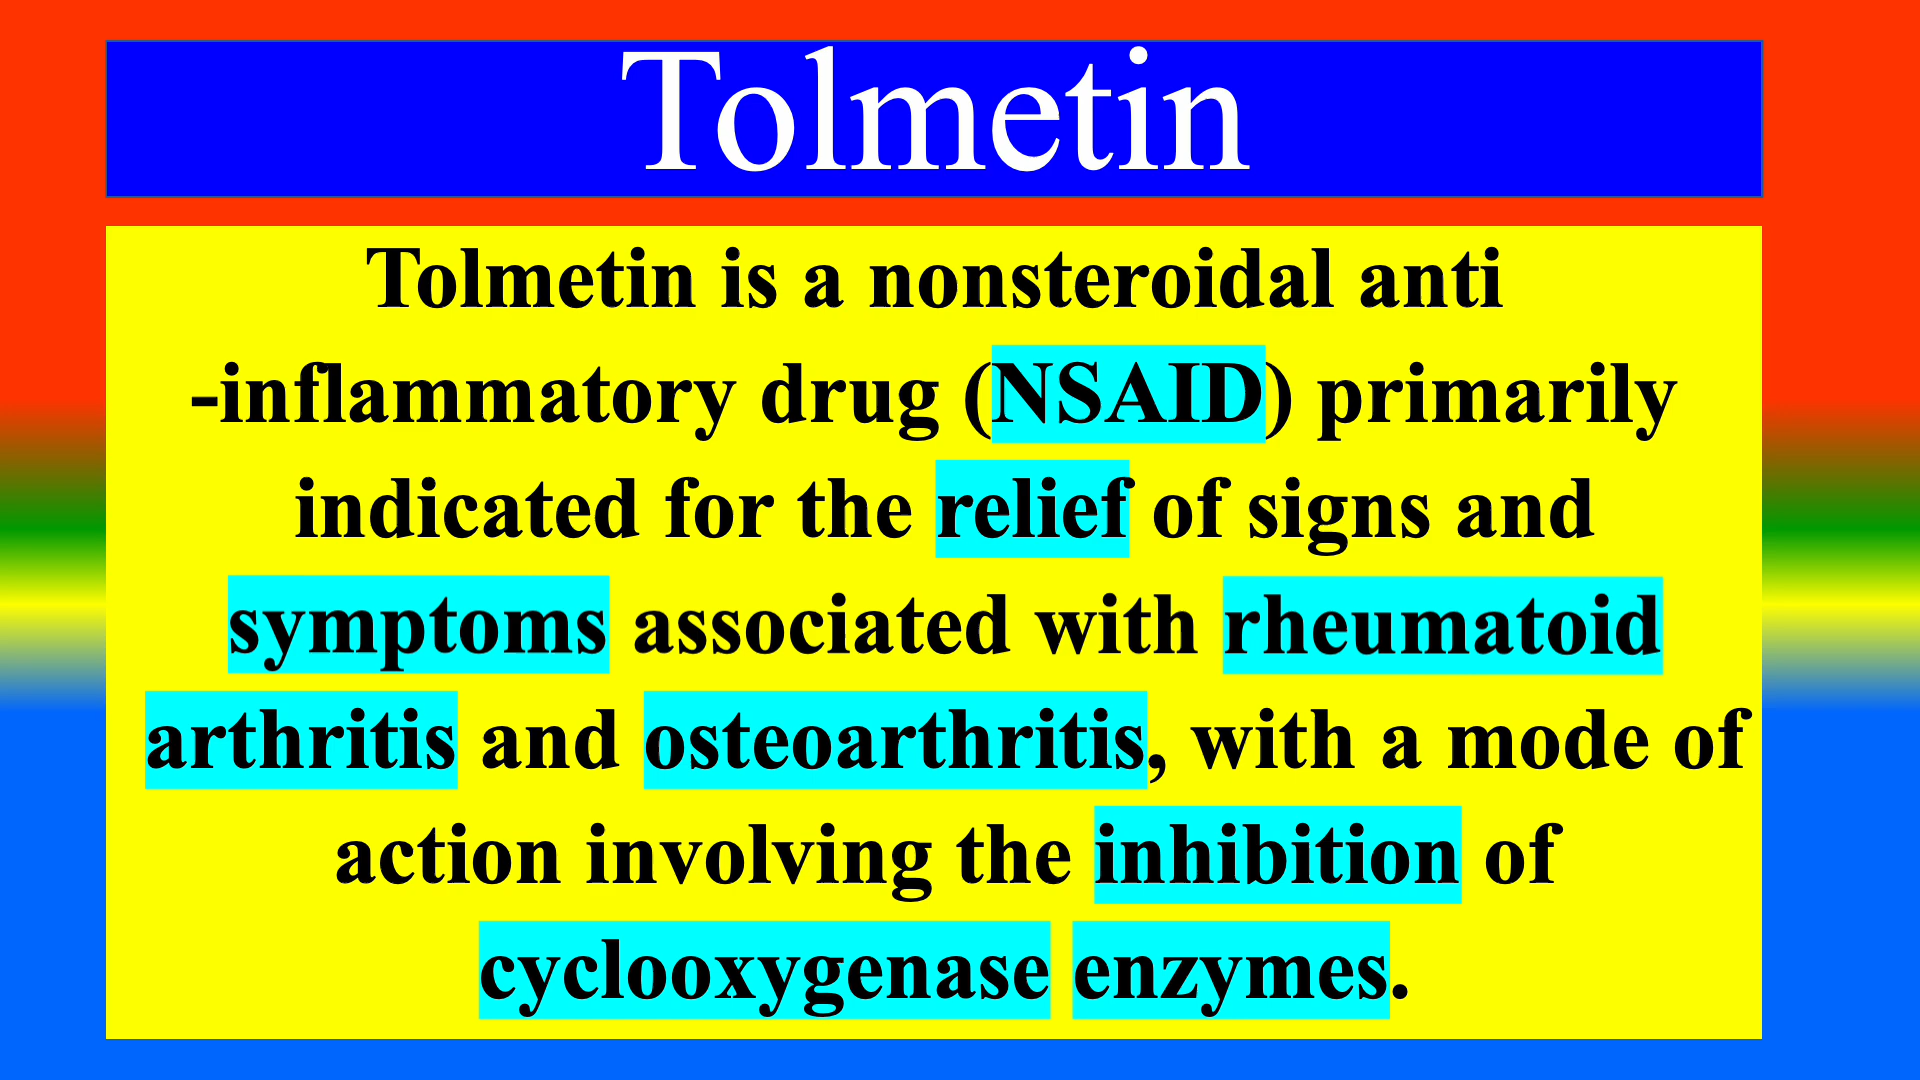 Tolmetin
Tolmetin is a nonsteroidal anti
-inflammatory drug (NSAID) primarily
indicated for the relief of signs and
symptoms associated with rheumatoid
arthritis and osteoarthritis, with a mode of
action involving the inhibition of
cyclooxygenase enzymes.